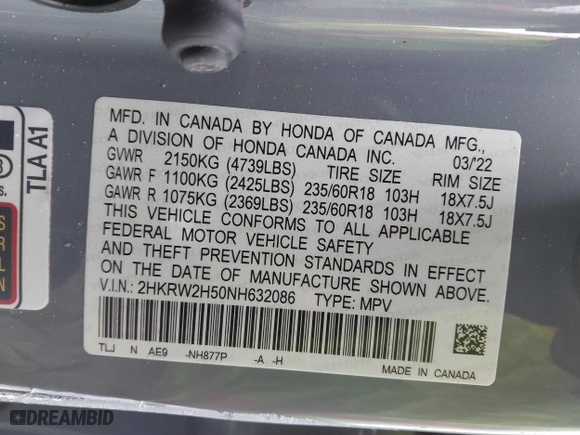 MFD. IN CANADA BY HONDA OF CANADA MFG.,
A DIVISION OF HONDA CANADA INC. 03/'22
GVWR 2150KG (4739LBS) TIRE SIZE RIM SIZE
GAWR F 1100KG (2425LBS) 235/60R18 103H 18X7.5J
GAWR R 1075KG (2369LBS) 235/60R18 103H 18X7.5J
THIS VEHICLE CONFORMS TO ALL APPLICABLE
FEDERAL MOTOR VEHICLE SAFETY
AND THEFT PREVENTION STANDARDS IN EFFECT
ON THE DATE OF MANUFACTURE SHOWN ABOVE.
V.I.N.: 2HKRW2H50NH632086 TYPE: MPV
TLJ N AE9 -NH877P -A -H
MADE IN CANADA
TLA A1
DREAMBID